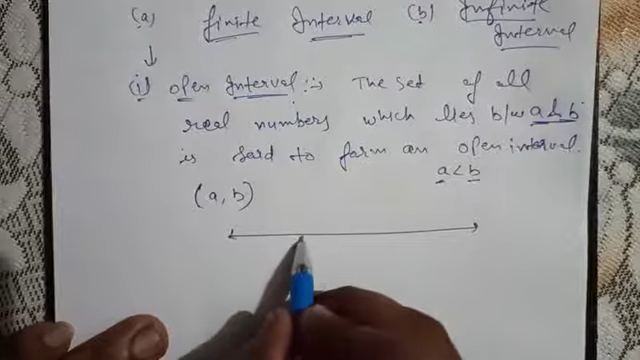 (a) Finite Interval (b) Infinite Interval
(i) open Interval :→ The set of all
real numbers which lies b/w a & b
is said to form an open interval.
a < b
(a, b)